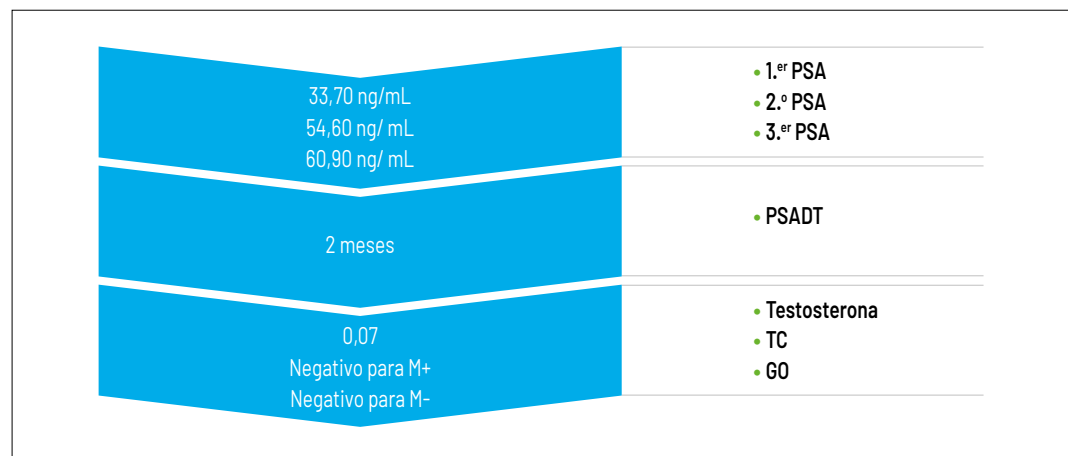 33,70 ng/mL
54,60 ng/ mL
60,90 ng/ mL
• 1.er PSA
• 2.º PSA
• 3.er PSA
2 meses
• PSADT
0,07
Negativo para M+
Negativo para M-
• Testosterona
• TC
• GO